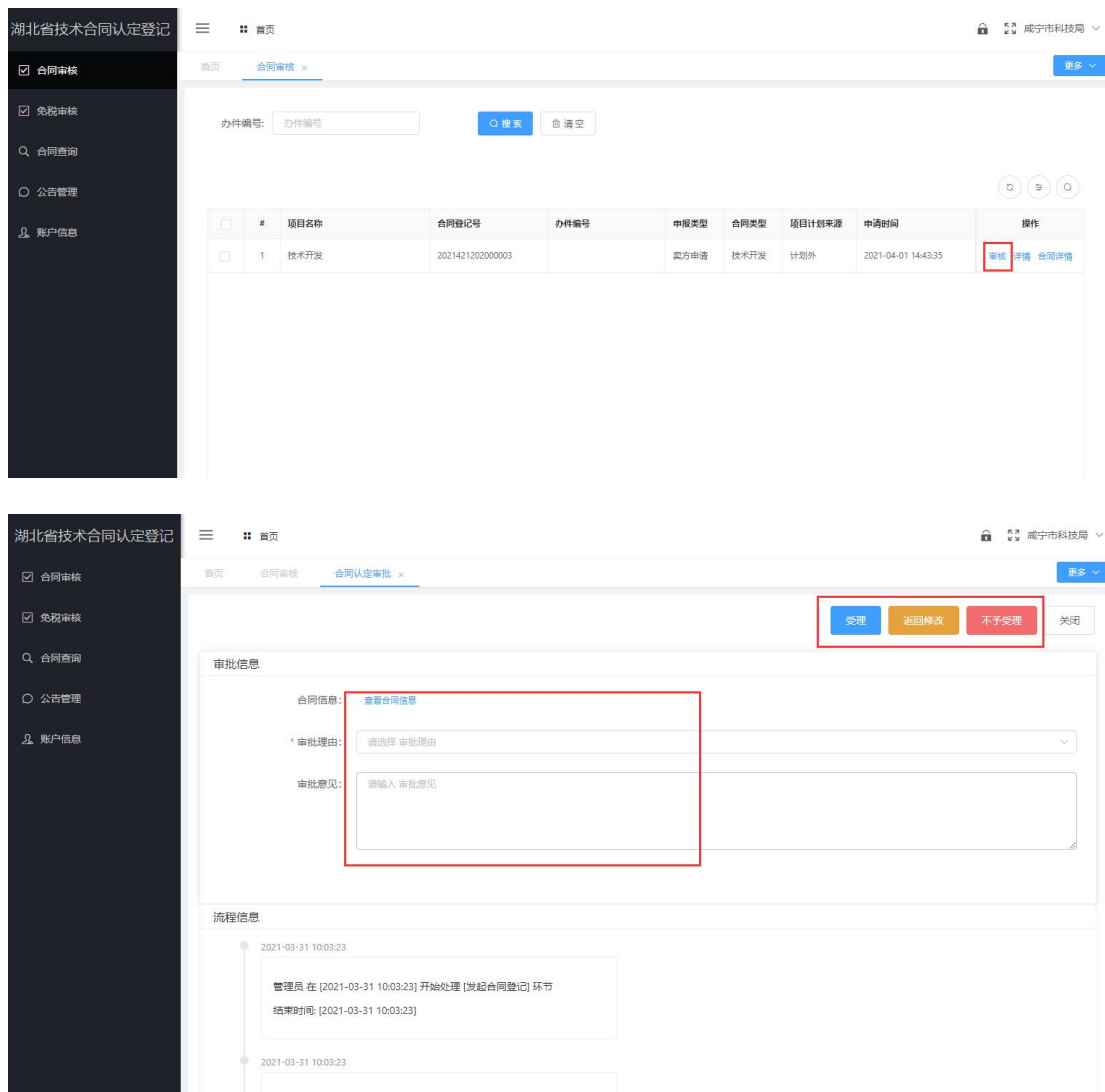 湖北省技术合同认定登记
首页
咸宁市科技局
合同审核
首页 合同审核 ×
更多
免税审核
办件编号: 办件编号 搜索 清空
合同查询
公告管理
# 项目名称 合同登记号 办件编号 申报类型 合同类型 项目计划来源 申请时间 操作
账户信息
1 技术开发 2021421202000003 卖方申请 技术开发 计划外 2021-04-01 14:43:35 审核 详情 合同详情
湖北省技术合同认定登记
首页
咸宁市科技局
合同审核
首页 合同审核 合同认定审批 ×
更多
免税审核
受理 返回修改 不予受理 关闭
合同查询
审批信息
公告管理
合同信息: 查看合同信息
账户信息
* 审批理由: 请选择 审批理由
审批意见: 请输入 审批意见
流程信息
2021-03-31 10:03:23
管理员 在 [2021-03-31 10:03:23] 开始处理 [发起合同登记] 环节
结束时间: [2021-03-31 10:03:23]
2021-03-31 10:03:23